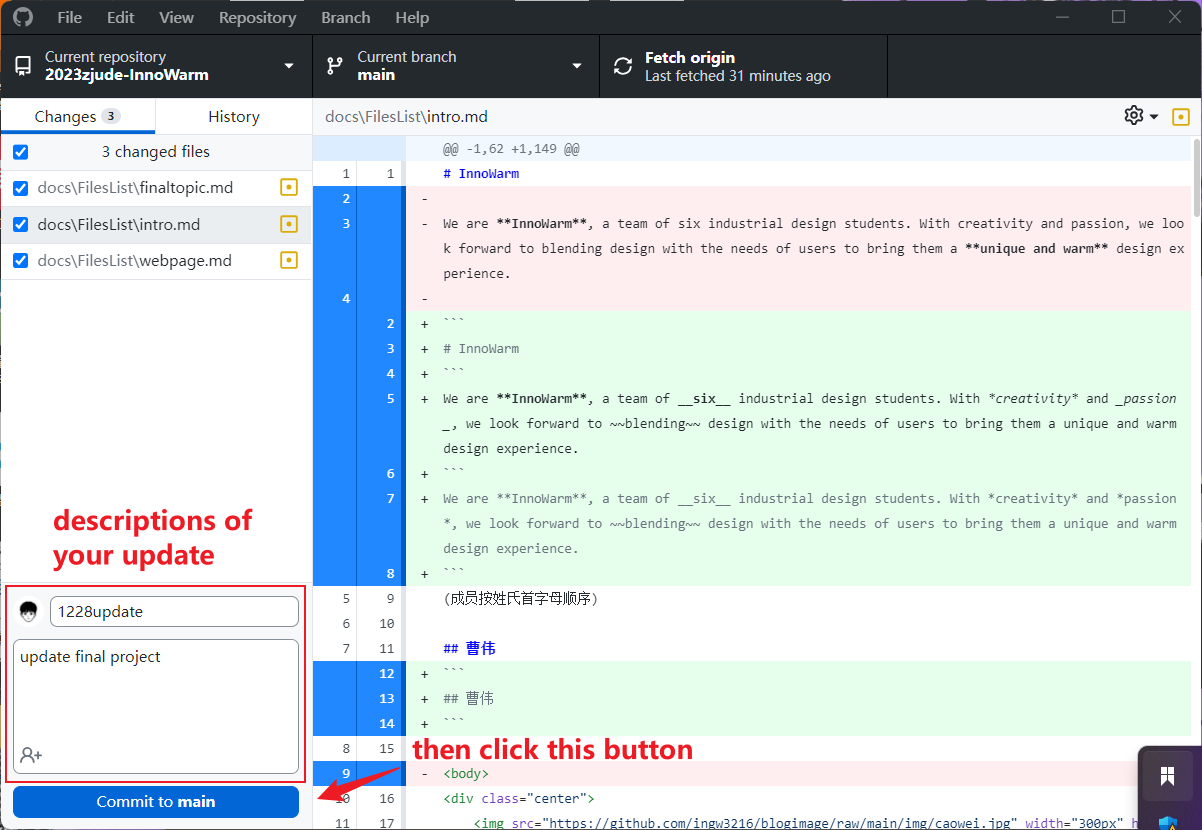 File Edit View Repository Branch Help
Current repository
2023zjude-InnoWarm
Current branch
main
Fetch origin
Last fetched 31 minutes ago
Changes 3
History
docs\FilesList\intro.md
3 changed files
docs\FilesList\finaltopic.md
docs\FilesList\intro.md
docs\FilesList\webpage.md
descriptions of
your update
1228update
update final project
Commit to main
@@ -1,62 +1,149 @@
1 1 # InnoWarm
2 -
3 - We are **InnoWarm**, a team of six industrial design students. With creativity and passion, we loo
k forward to blending design with the needs of users to bring them a **unique and warm** design ex
perience.
4 -
2 + ```
3 + # InnoWarm
4 + ```
5 + We are **InnoWarm**, a team of __six__ industrial design students. With *creativity* and _passion
_, we look forward to ~~blending~~ design with the needs of users to bring them a unique and warm
design experience.
6 + ```
7 + We are **InnoWarm**, a team of __six__ industrial design students. With *creativity* and *passion
*, we look forward to ~~blending~~ design with the needs of users to bring them a unique and warm
design experience.
8 + ```
5 9 (成员按姓氏首字母顺序)
6 10
7 11 ## 曹伟
12 + ```
13 + ## 曹伟
14 + ```
8 15
then click this button
9 - <body>
10 16 <div class="center">
11 17 <img src="https://github.com/ingw3216/blogimage/raw/main/img/caowei.jpg" width="300px" h